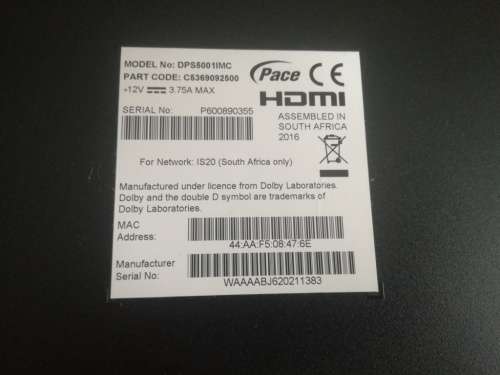 MODEL No: DPS5001IMC
PART CODE: C5369092500
+12V 3.75A MAX
Pace CE
HDMI
SERIAL No: P600890355
ASSEMBLED IN
SOUTH AFRICA
2016
For Network: IS20 (South Africa only)
Manufactured under licence from Dolby Laboratories.
Dolby and the double D symbol are trademarks of
Dolby Laboratories.
MAC
Address:
44:AA:F5:08:47:6E
Manufacturer
Serial No:
WAAAABJ620211383